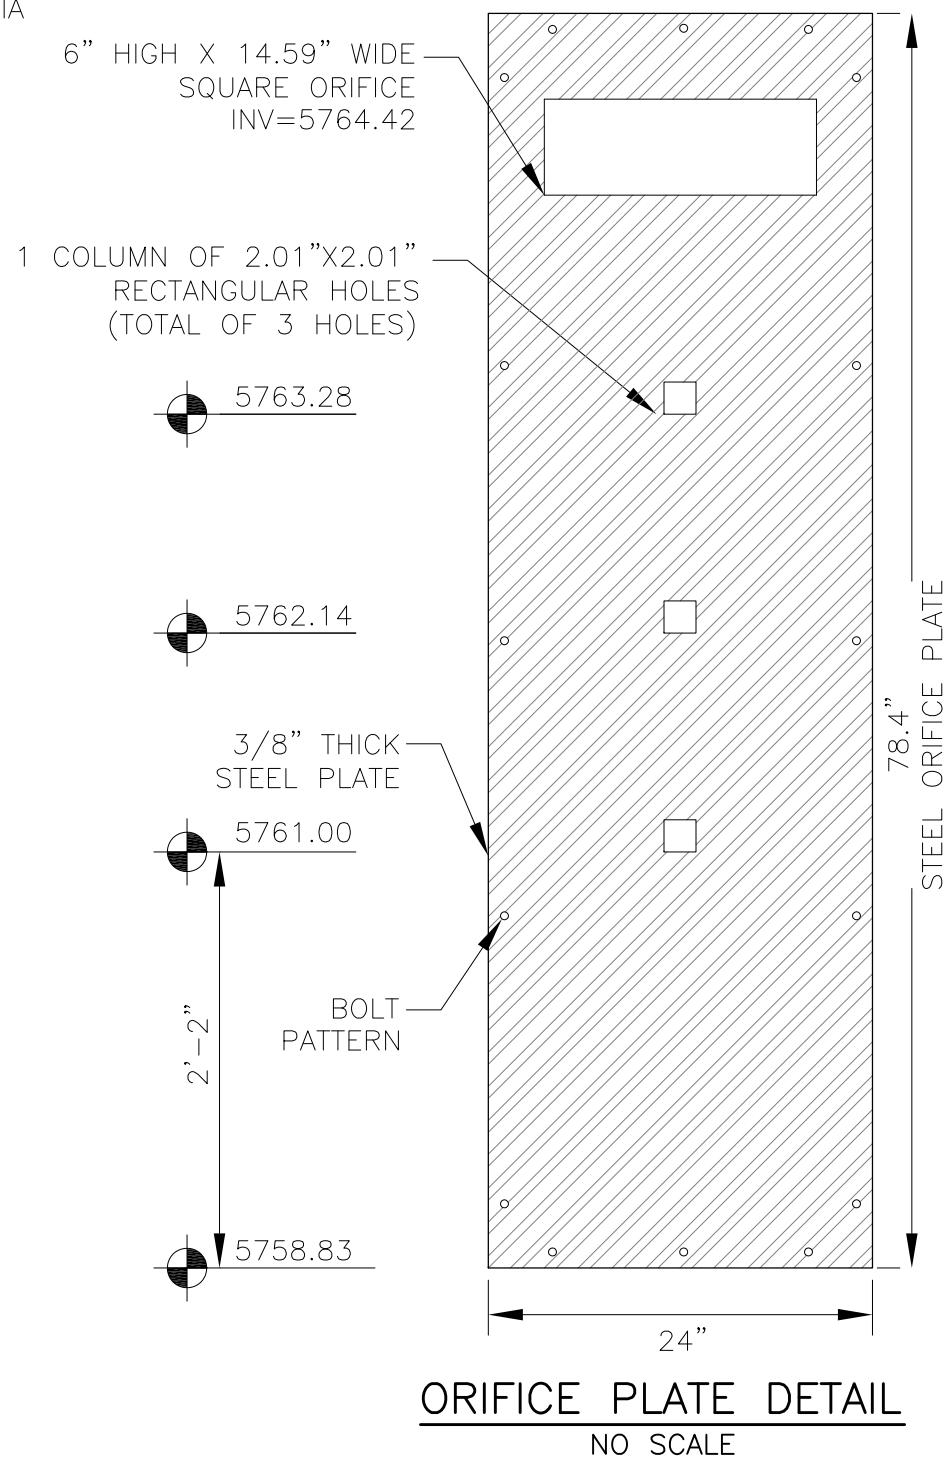 IA
6” HIGH X 14.59” WIDE
SQUARE ORIFICE
INV=5764.42
1 COLUMN OF 2.01”X2.01”
RECTANGULAR HOLES
(TOTAL OF 3 HOLES)
5763.28
5762.14
3/8” THICK
STEEL PLATE
5761.00
BOLT
PATTERN
2’–2”
5758.83
78.4”
STEEL ORIFICE PLATE
24”
ORIFICE PLATE DETAIL
NO SCALE